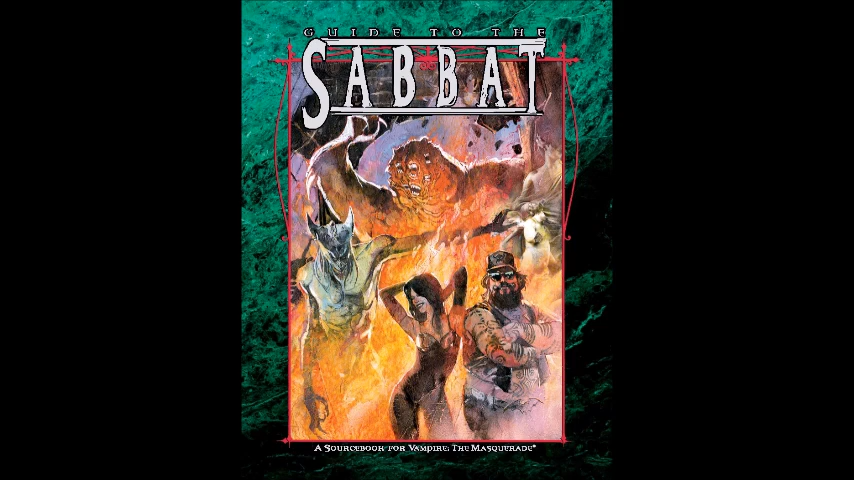 GUIDE TO THE
SABBAT
A SOURCEBOOK FOR VAMPIRE: THE MASQUERADE®